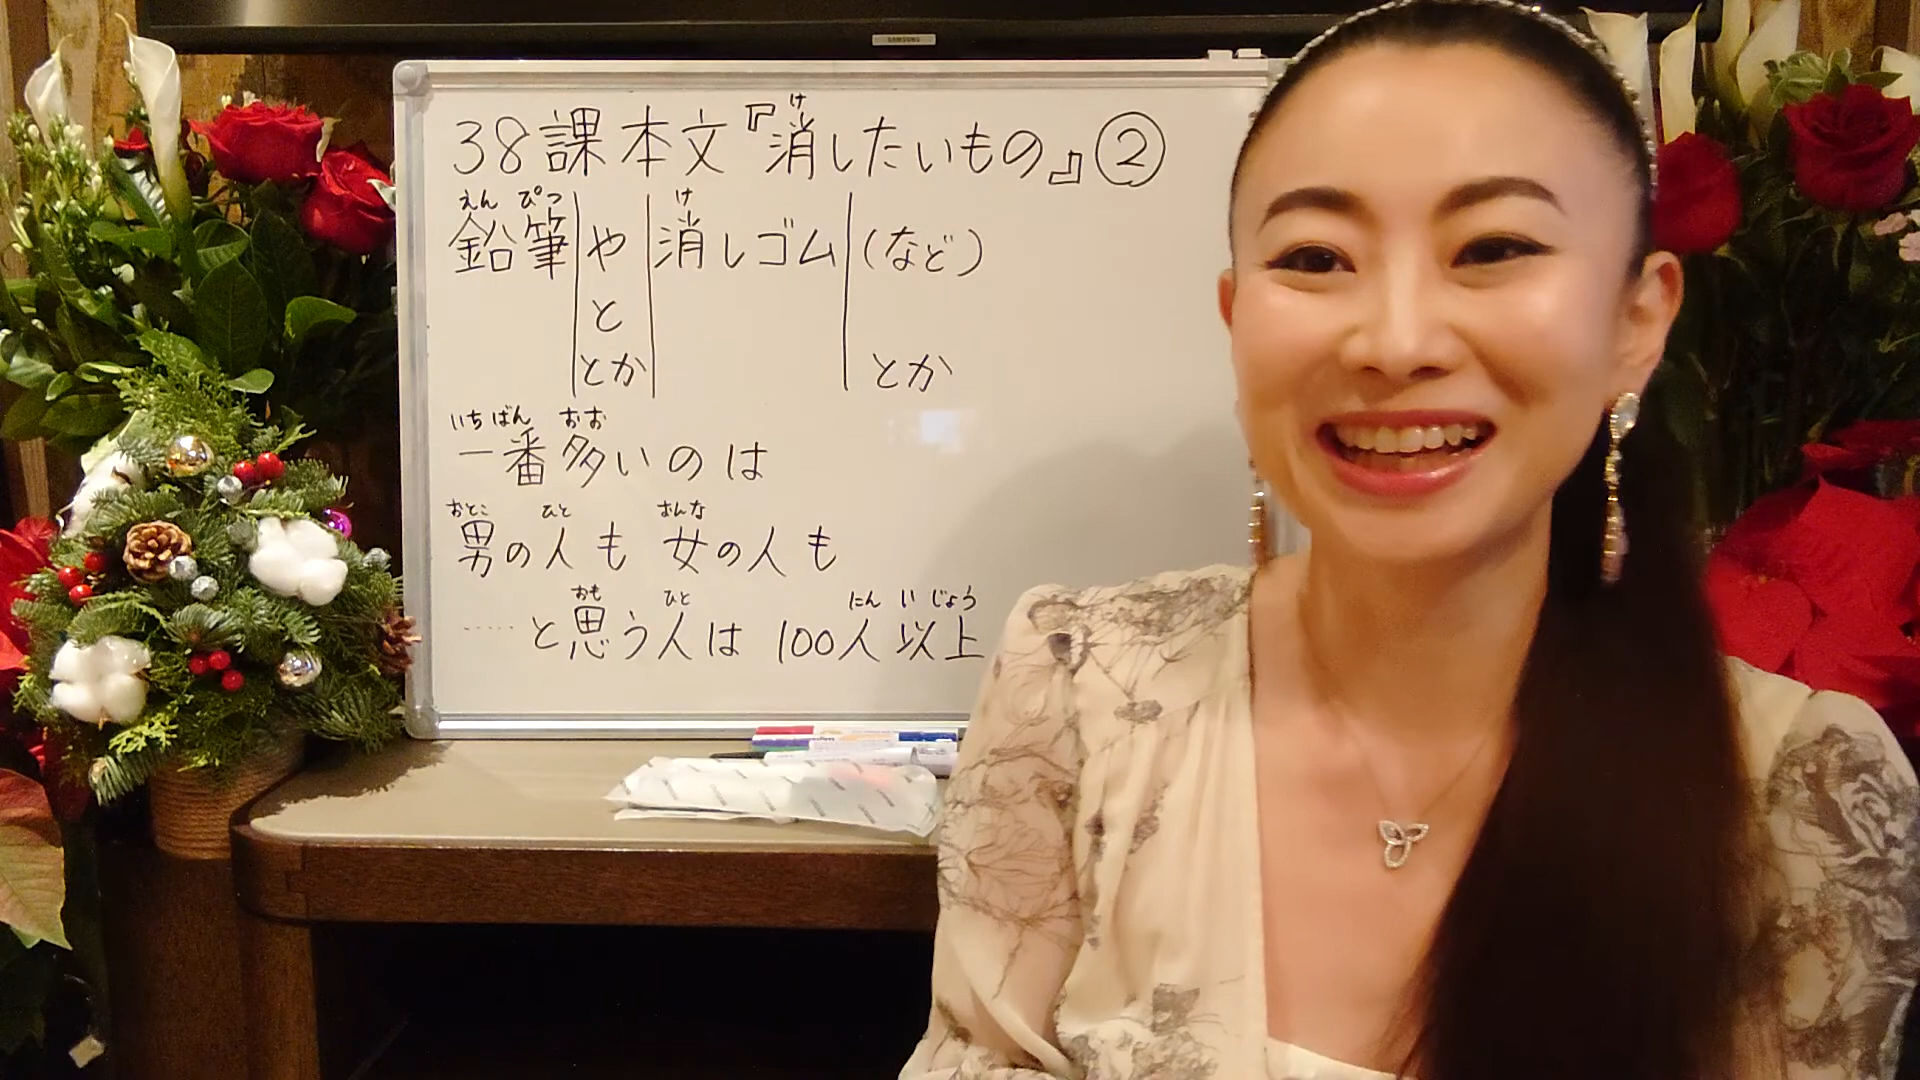 SAMSUNG
38課本文『消したいもの』②
け
えん ぴつ け
鉛筆 や 消しゴム (など)
と
とか とか
いちばん おお
一番多いのは
おとこ ひと おんな
男の人も 女の人も
おも ひと にん い じょう
……と思う人は 100人以上